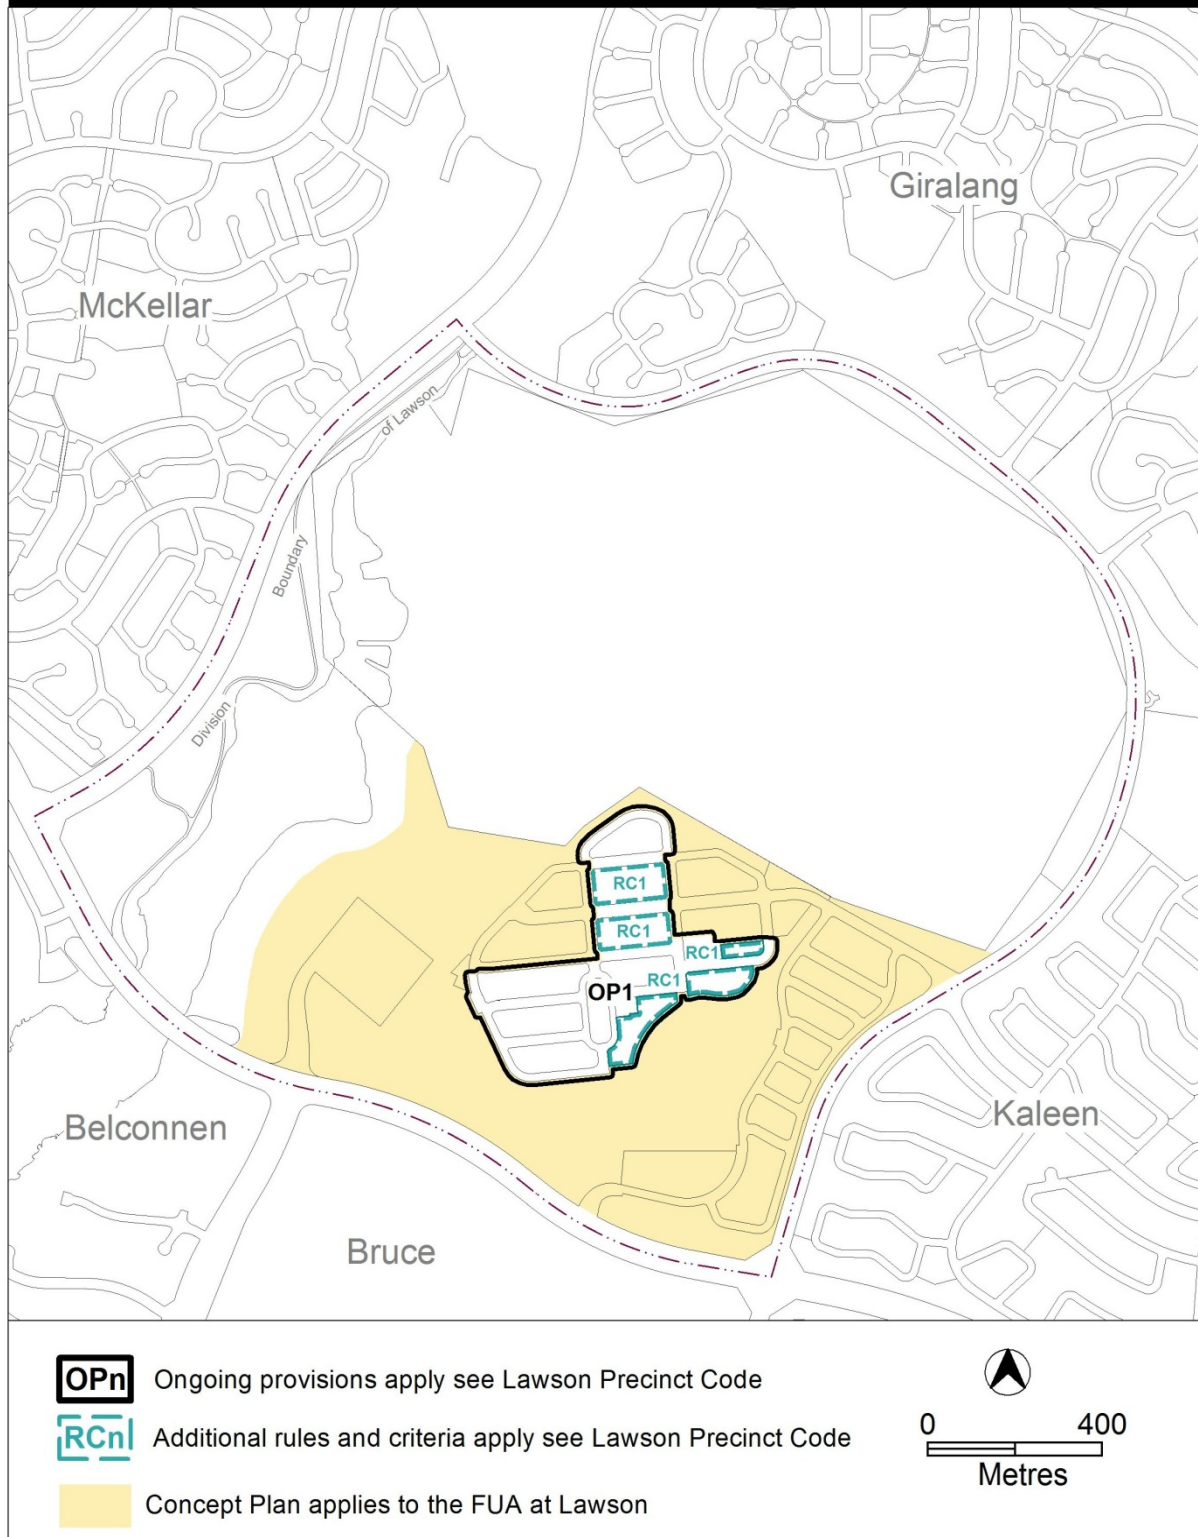 Giralang
McKellar
of Lawson
Boundary
Division
RC1
RC1
RC1
RC1
OP1
Kaleen
Belconnen
Bruce
OPn Ongoing provisions apply see Lawson Precinct Code
RCn Additional rules and criteria apply see Lawson Precinct Code
0 400
Metres
Concept Plan applies to the FUA at Lawson